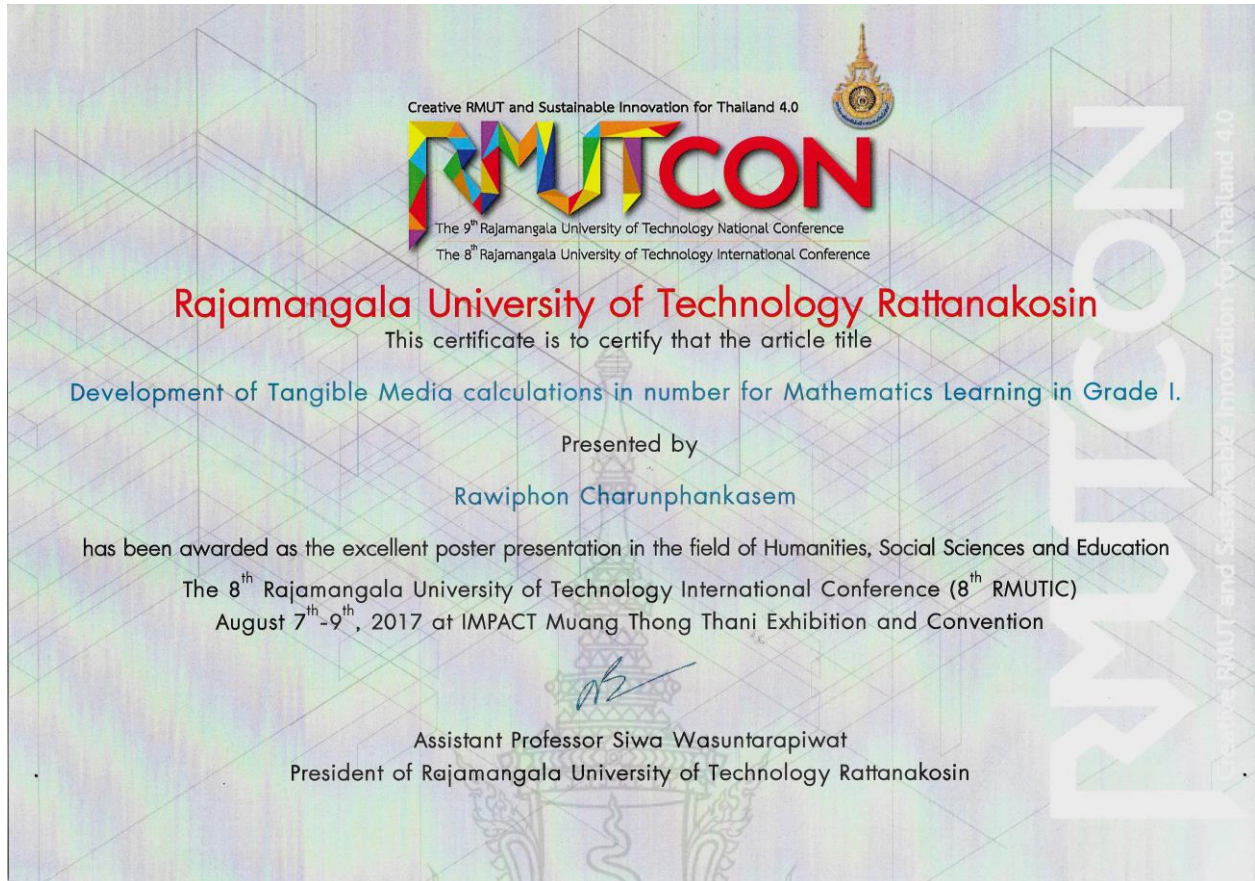 Creative RMUT and Sustainable Innovation for Thailand 4.0
RMUTCON
The 9th Rajamangala University of Technology National Conference
The 8th Rajamangala University of Technology International Conference
Rajamangala University of Technology Rattanakosin
This certificate is to certify that the article title
Development of Tangible Media calculations in number for Mathematics Learning in Grade I.
Presented by
Rawiphon Charunphankasem
has been awarded as the excellent poster presentation in the field of Humanities, Social Sciences and Education
The 8th Rajamangala University of Technology International Conference (8th RMUTIC)
August 7th-9th, 2017 at IMPACT Muang Thong Thani Exhibition and Convention
Assistant Professor Siwa Wasuntarapiwat
President of Rajamangala University of Technology Rattanakosin
RMUTCON
Creative RMUT and Sustainable Innovation for Thailand 4.0